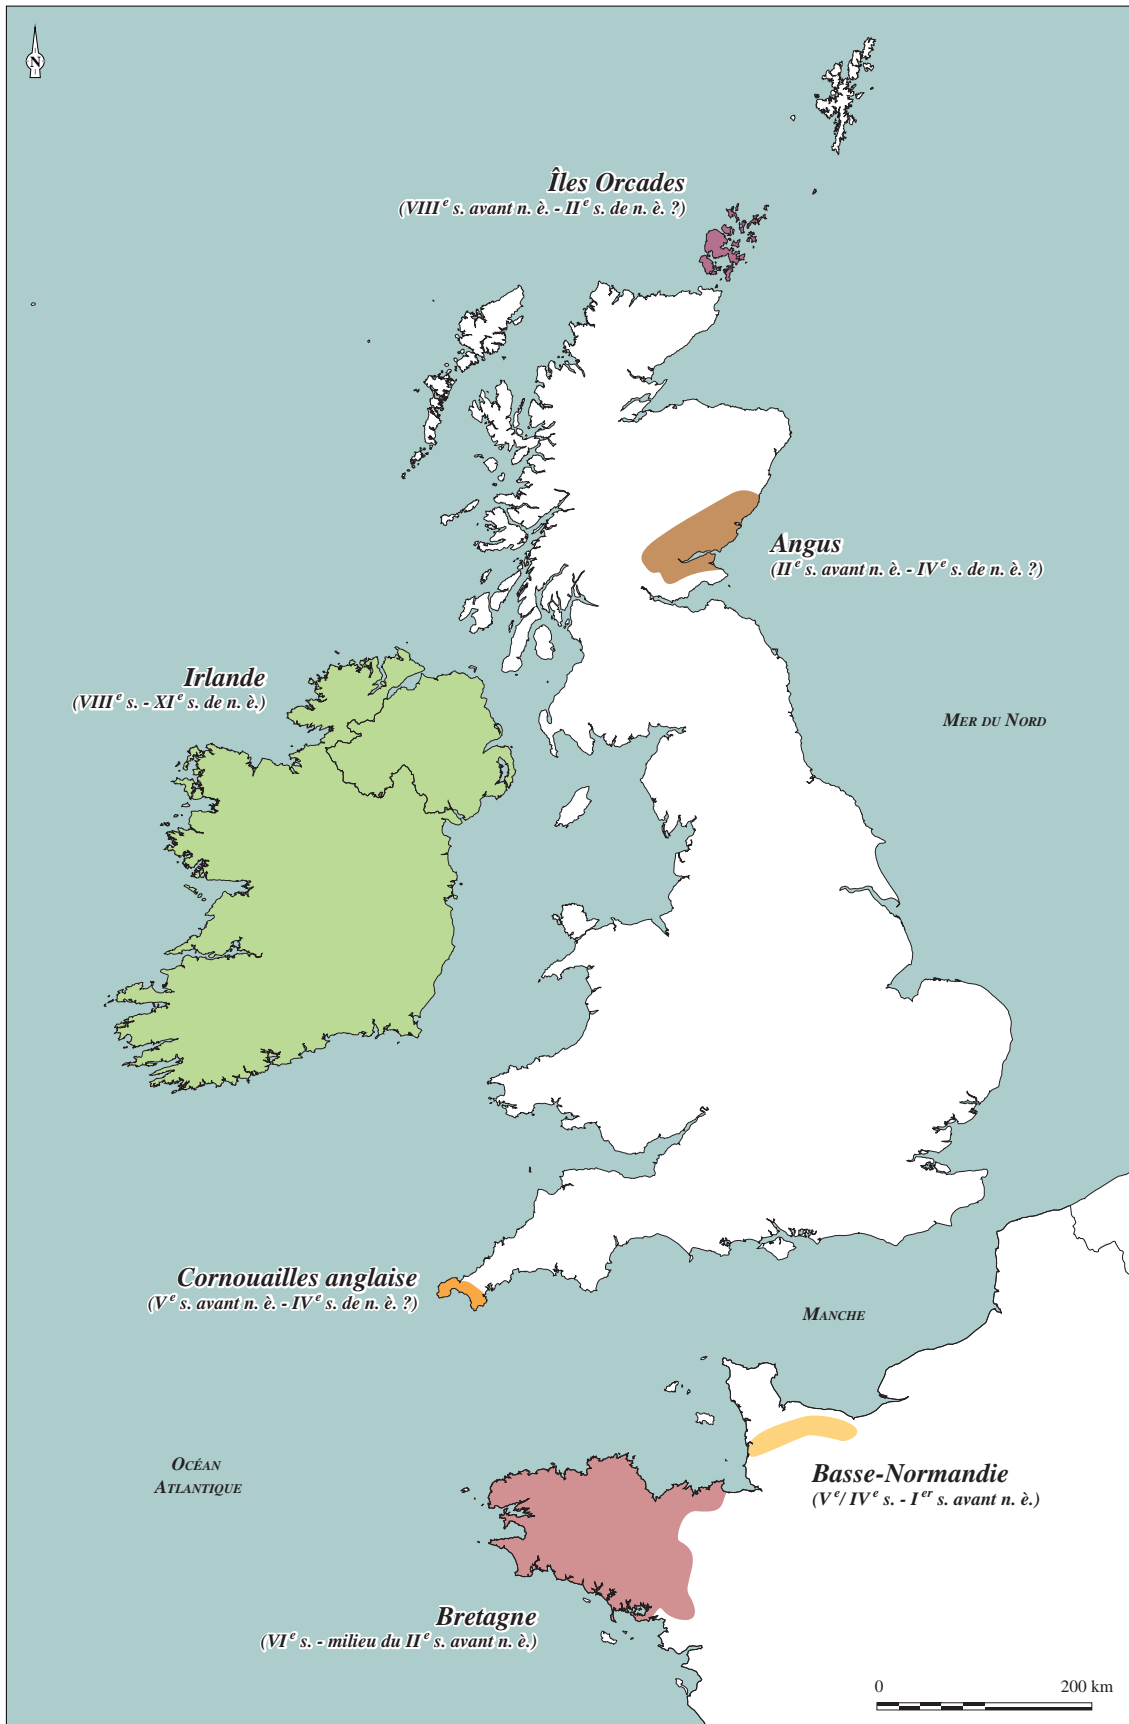 N
Îles Orcades
(VIIIe s. avant n. è. - IIe s. de n. è. ?)
Angus
(IIe s. avant n. è. - IVe s. de n. è. ?)
Irlande
(VIIIe s. - XIe s. de n. è.)
MER DU NORD
Cornouailles anglaise
(Ve s. avant n. è. - IVe s. de n. è. ?)
MANCHE
OCÉAN
ATLANTIQUE
Basse-Normandie
(Ve/ IVe s. - Ier s. avant n. è.)
Bretagne
(VIe s. - milieu du IIe s. avant n. è.)
0 200 km